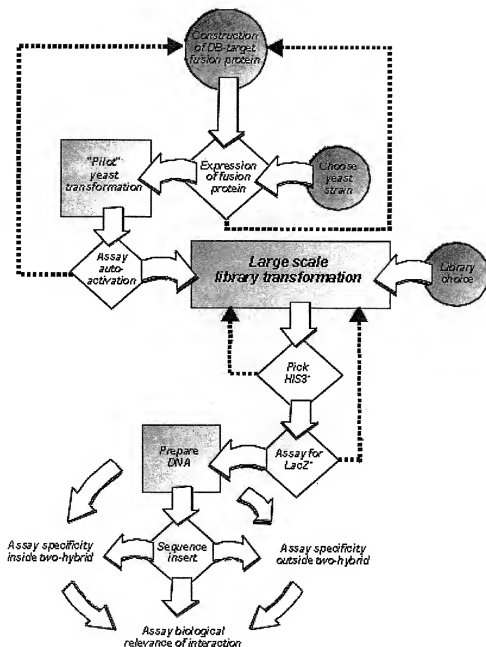 Construction
of DB-target
fusion protein
"Pilot"
yeast
transformation
Expression
of fusion
protein
Choose
yeast
strain
Assay
auto-
activation
Large scale
library transformation
Library
choice
Pick
HIS3⁺
Assay for
LacZ⁺
Prepare
DNA
Assay specificity
inside two-hybrid
Sequence
insert
Assay specificity
outside two-hybrid
Assay biological
relevance of interaction